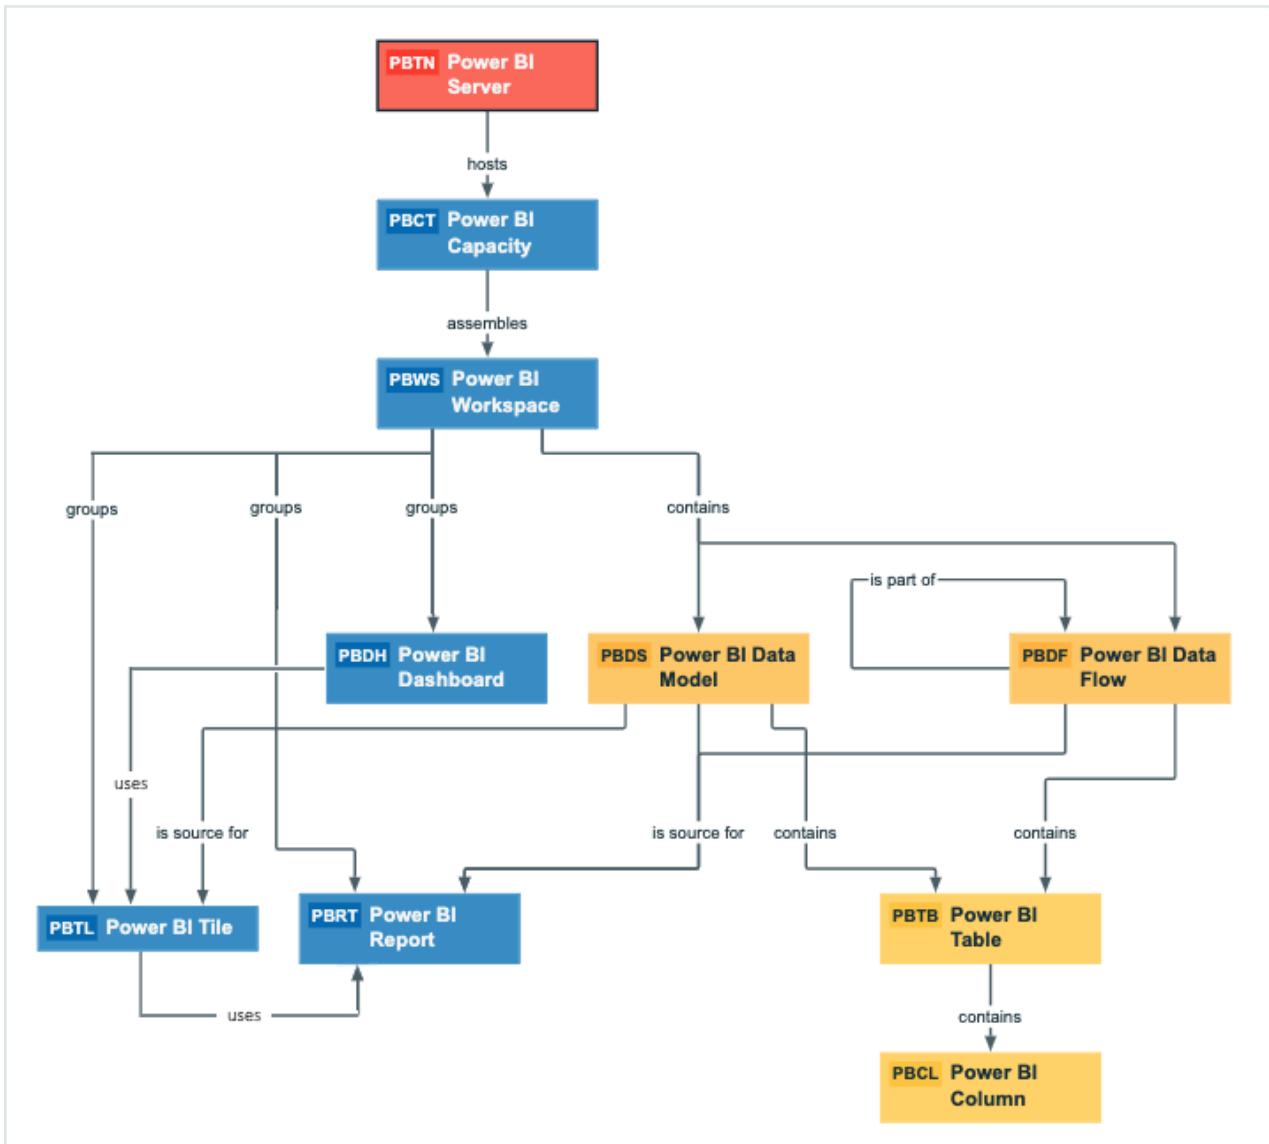 PBTN Power BI
Server
hosts
PBCT Power BI
Capacity
assembles
PBWS Power BI
Workspace
groups
groups
groups
contains
is part of
PBDH Power BI
Dashboard
PBDS Power BI Data
Model
PBDF Power BI Data
Flow
uses
is source for
is source for
contains
contains
PBTL Power BI Tile
PBRT Power BI
Report
PBTB Power BI
Table
uses
contains
PBCL Power BI
Column